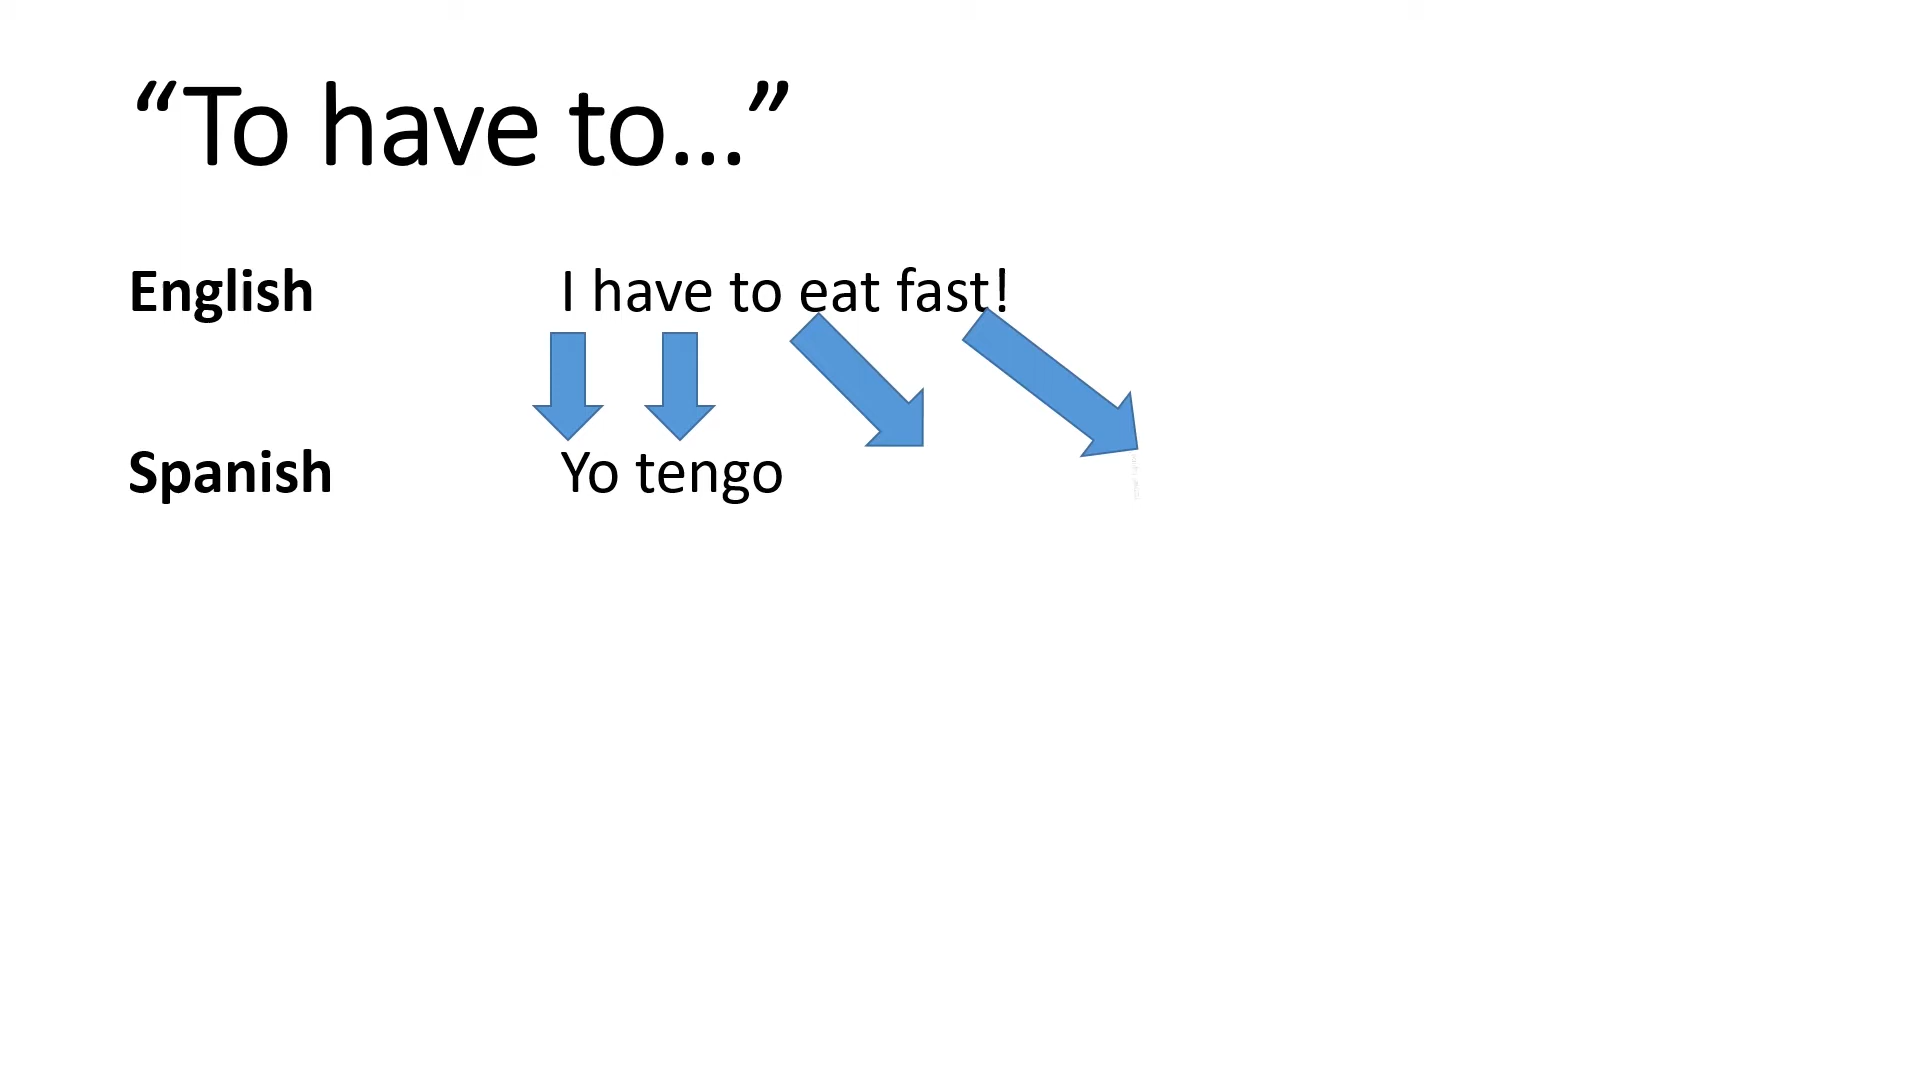 “To have to…”
English I have to eat fast!
Spanish Yo tengo